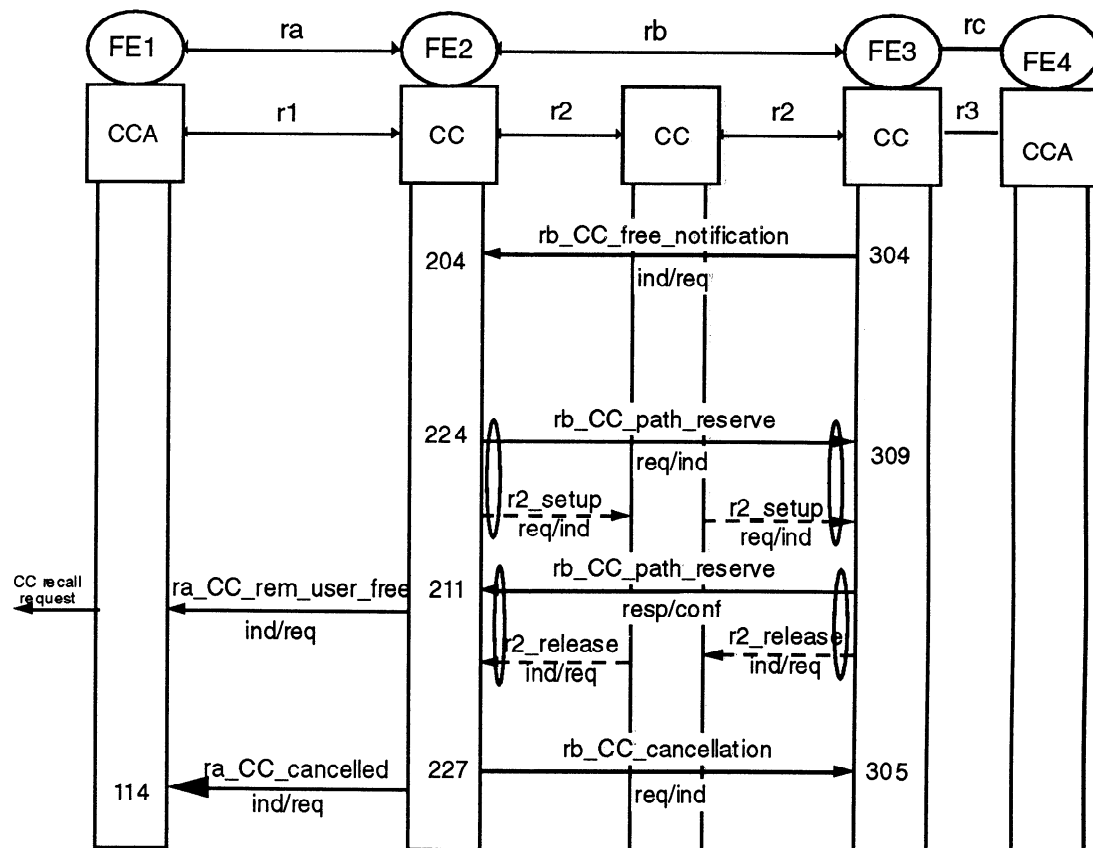 FE1
ra
FE2
rb
FE3
rc
FE4
CCA
r1
CC
r2
CC
r2
CC
r3
CCA
rb_CC_free_notification
204
304
ind/req
rb_CC_path_reserve
224
309
req/ind
r2_setup
req/ind
r2_setup
req/ind
CC recall
request
ra_CC_rem_user_free
ind/req
211
rb_CC_path_reserve
resp/conf
r2_release
ind/req
r2_release
ind/req
114
ra_CC_cancelled
ind/req
227
rb_CC_cancellation
req/ind
305